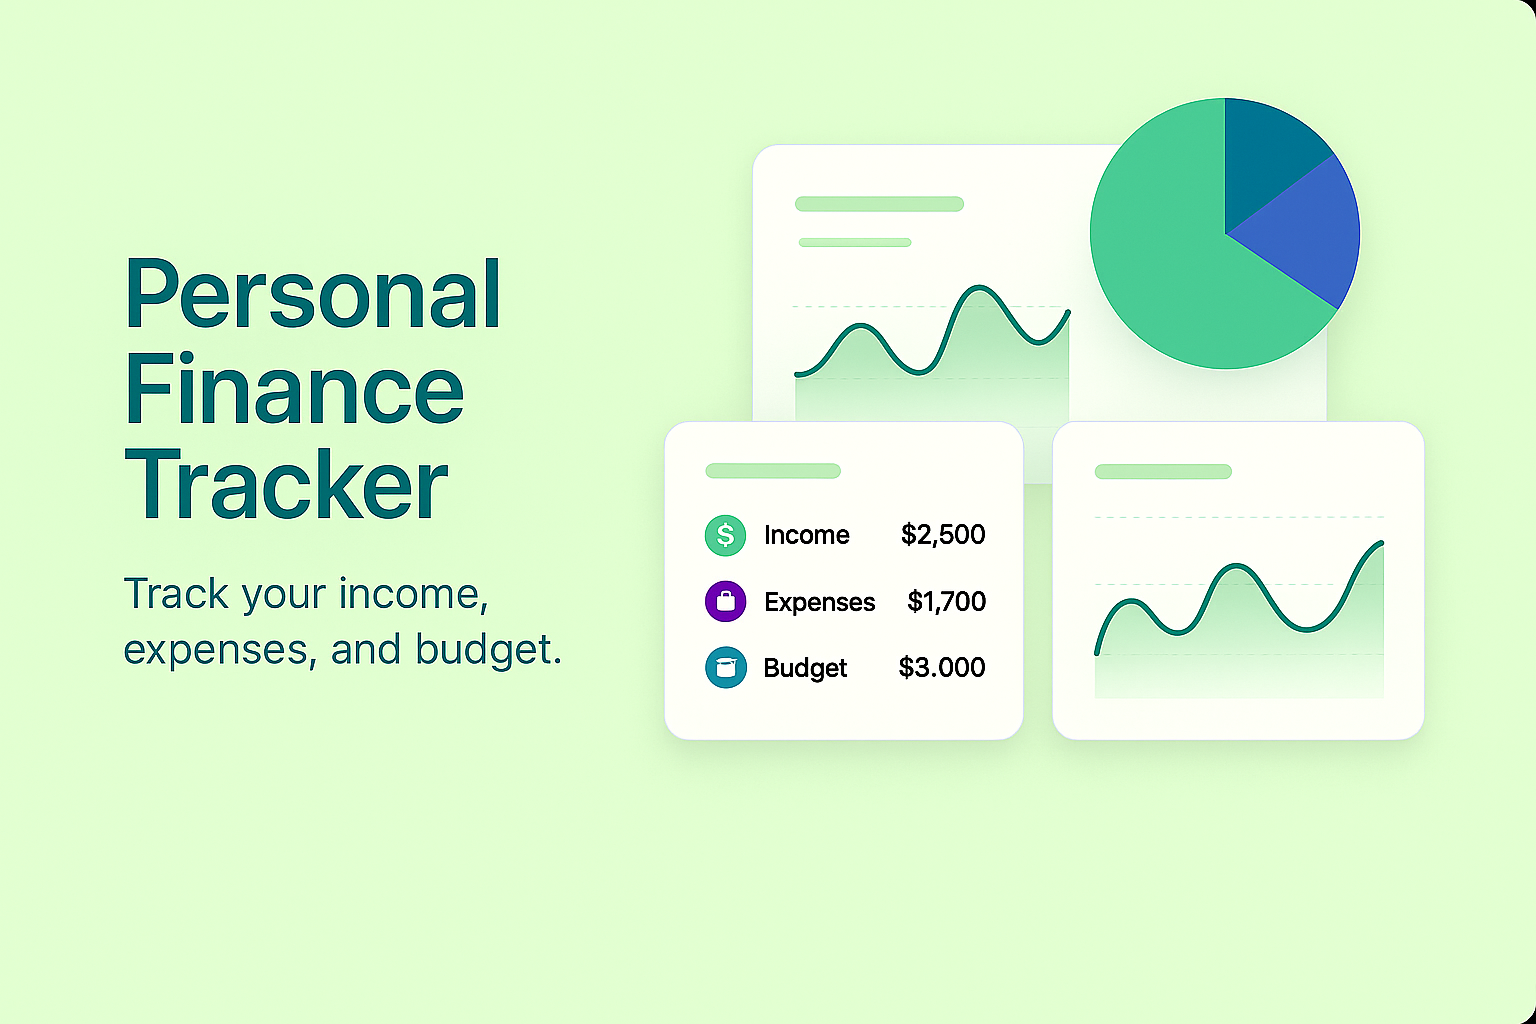 Personal
Finance
Tracker
Track your income,
expenses, and budget.
$ Income $2,500
Expenses $1,700
Budget $3.000